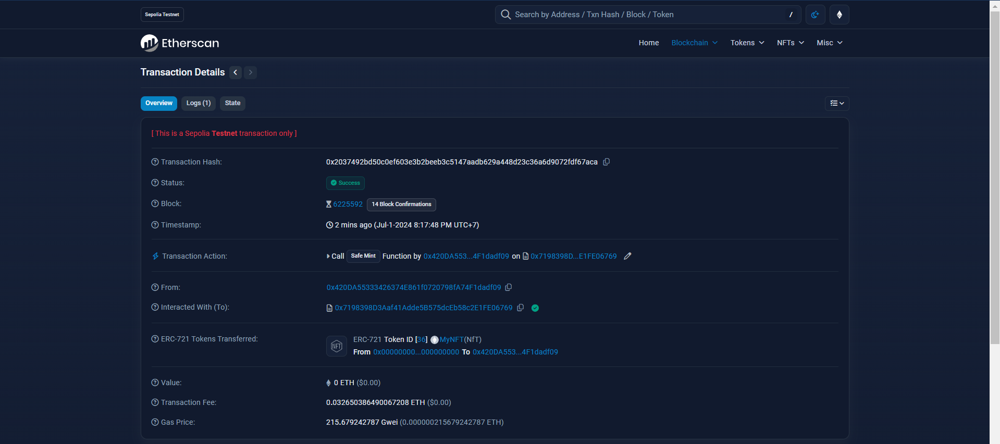 Sepolia Testnet
Search by Address / Txn Hash / Block / Token /
Etherscan
Home Blockchain Tokens NFTs Misc
Transaction Details
Overview Logs (1) State
[ This is a Sepolia Testnet transaction only ]
Transaction Hash: 0x2037492bd50c0ef603e3b2beeb3c5147aadb629a448d23c36a6d9072fdf67aca
Status: Success
Block: 6225592 14 Block Confirmations
Timestamp: 2 mins ago (Jul-1-2024 8:17:48 PM UTC+7)
Transaction Action: Call Safe Mint Function by 0x420DA553...4F1dadf09 on 0x7198398D...E1FE06769
From: 0x420DA55333426374E861f0720798fA74F1dadf09
Interacted With (To): 0x7198398D3Aaf41Adde5B575dcEb58c2E1FE06769
ERC-721 Tokens Transferred: NFT ERC-721 Token ID [36] MyNFT(NfT)
From 0x00000000...000000000 To 0x420DA553...4F1dadf09
Value: 0 ETH ($0.00)
Transaction Fee: 0.032650386490067208 ETH ($0.00)
Gas Price: 215.679242787 Gwei (0.000000215679242787 ETH)